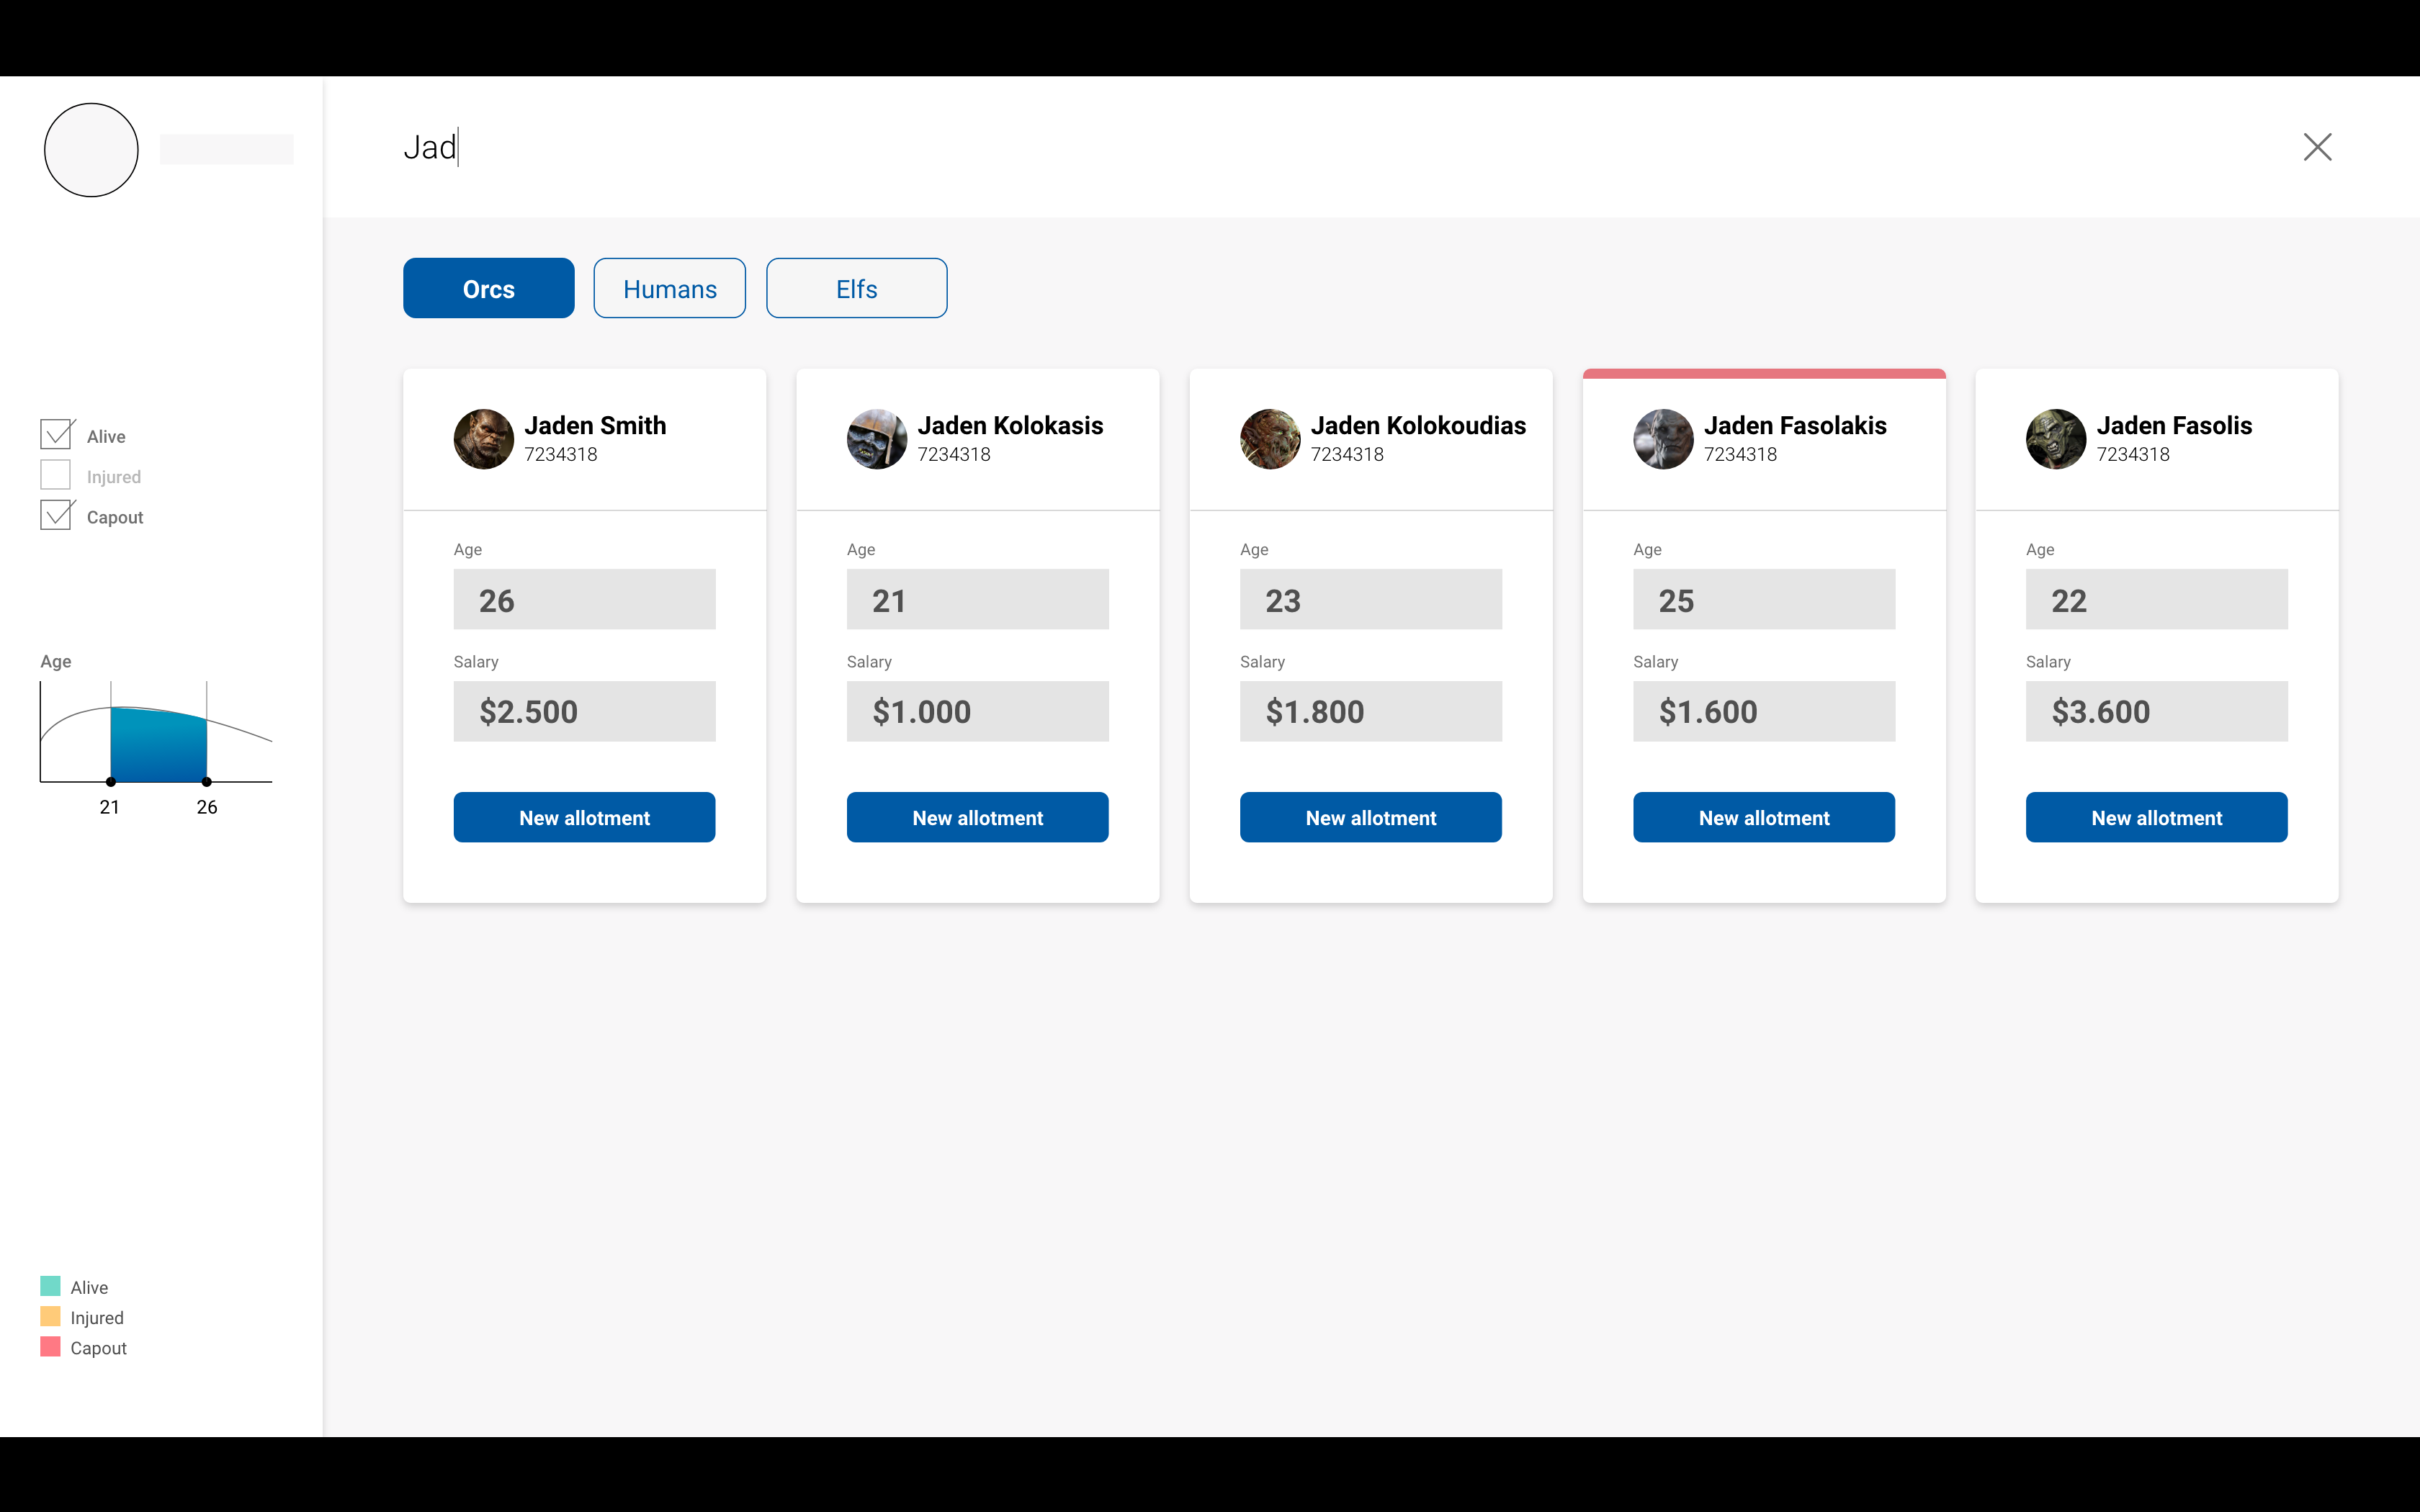 Jad
Orcs
Humans
Elfs
Alive
Injured
Capout
Age
21
26
Alive
Injured
Capout
Jaden Smith
7234318
Age
26
Salary
$2.500
New allotment
Jaden Kolokasis
7234318
Age
21
Salary
$1.000
New allotment
Jaden Kolokoudias
7234318
Age
23
Salary
$1.800
New allotment
Jaden Fasolakis
7234318
Age
25
Salary
$1.600
New allotment
Jaden Fasolis
7234318
Age
22
Salary
$3.600
New allotment